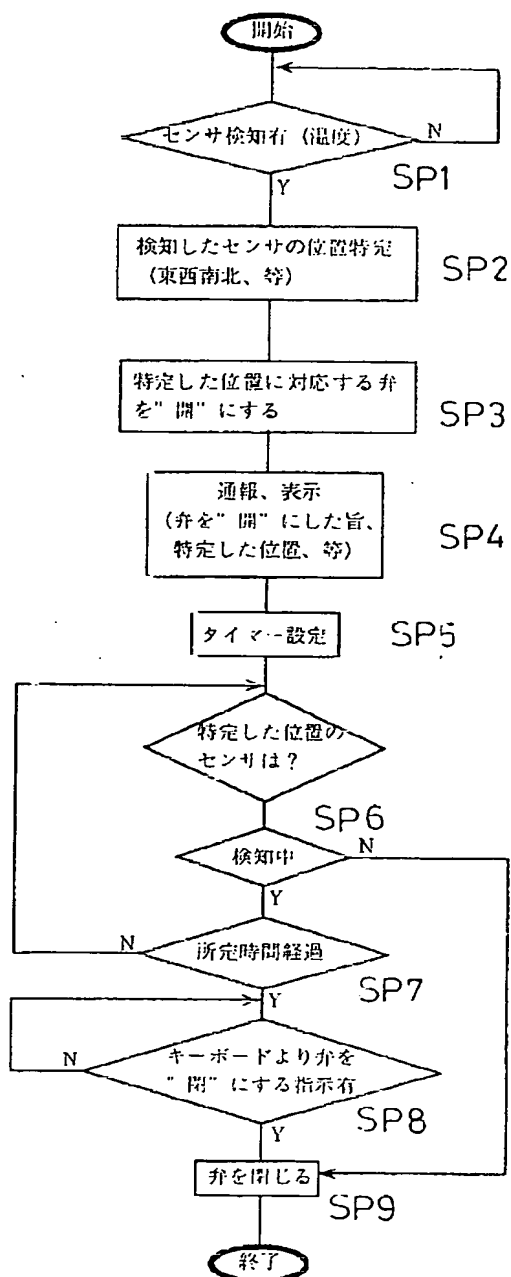 開始
センサ検知有（温度）
N
Y
SP1
検知したセンサの位置特定
（東西南北、等）
SP2
特定した位置に対応する弁
を"開"にする
SP3
通報、表示
（弁を"開"にした旨、
特定した位置、等）
SP4
タイマー設定
SP5
特定した位置の
センサは？
SP6
検知中
N
Y
所定時間経過
N
SP7
Y
キーボードより弁を
"閉"にする指示有
N
SP8
Y
弁を閉じる
SP9
終了